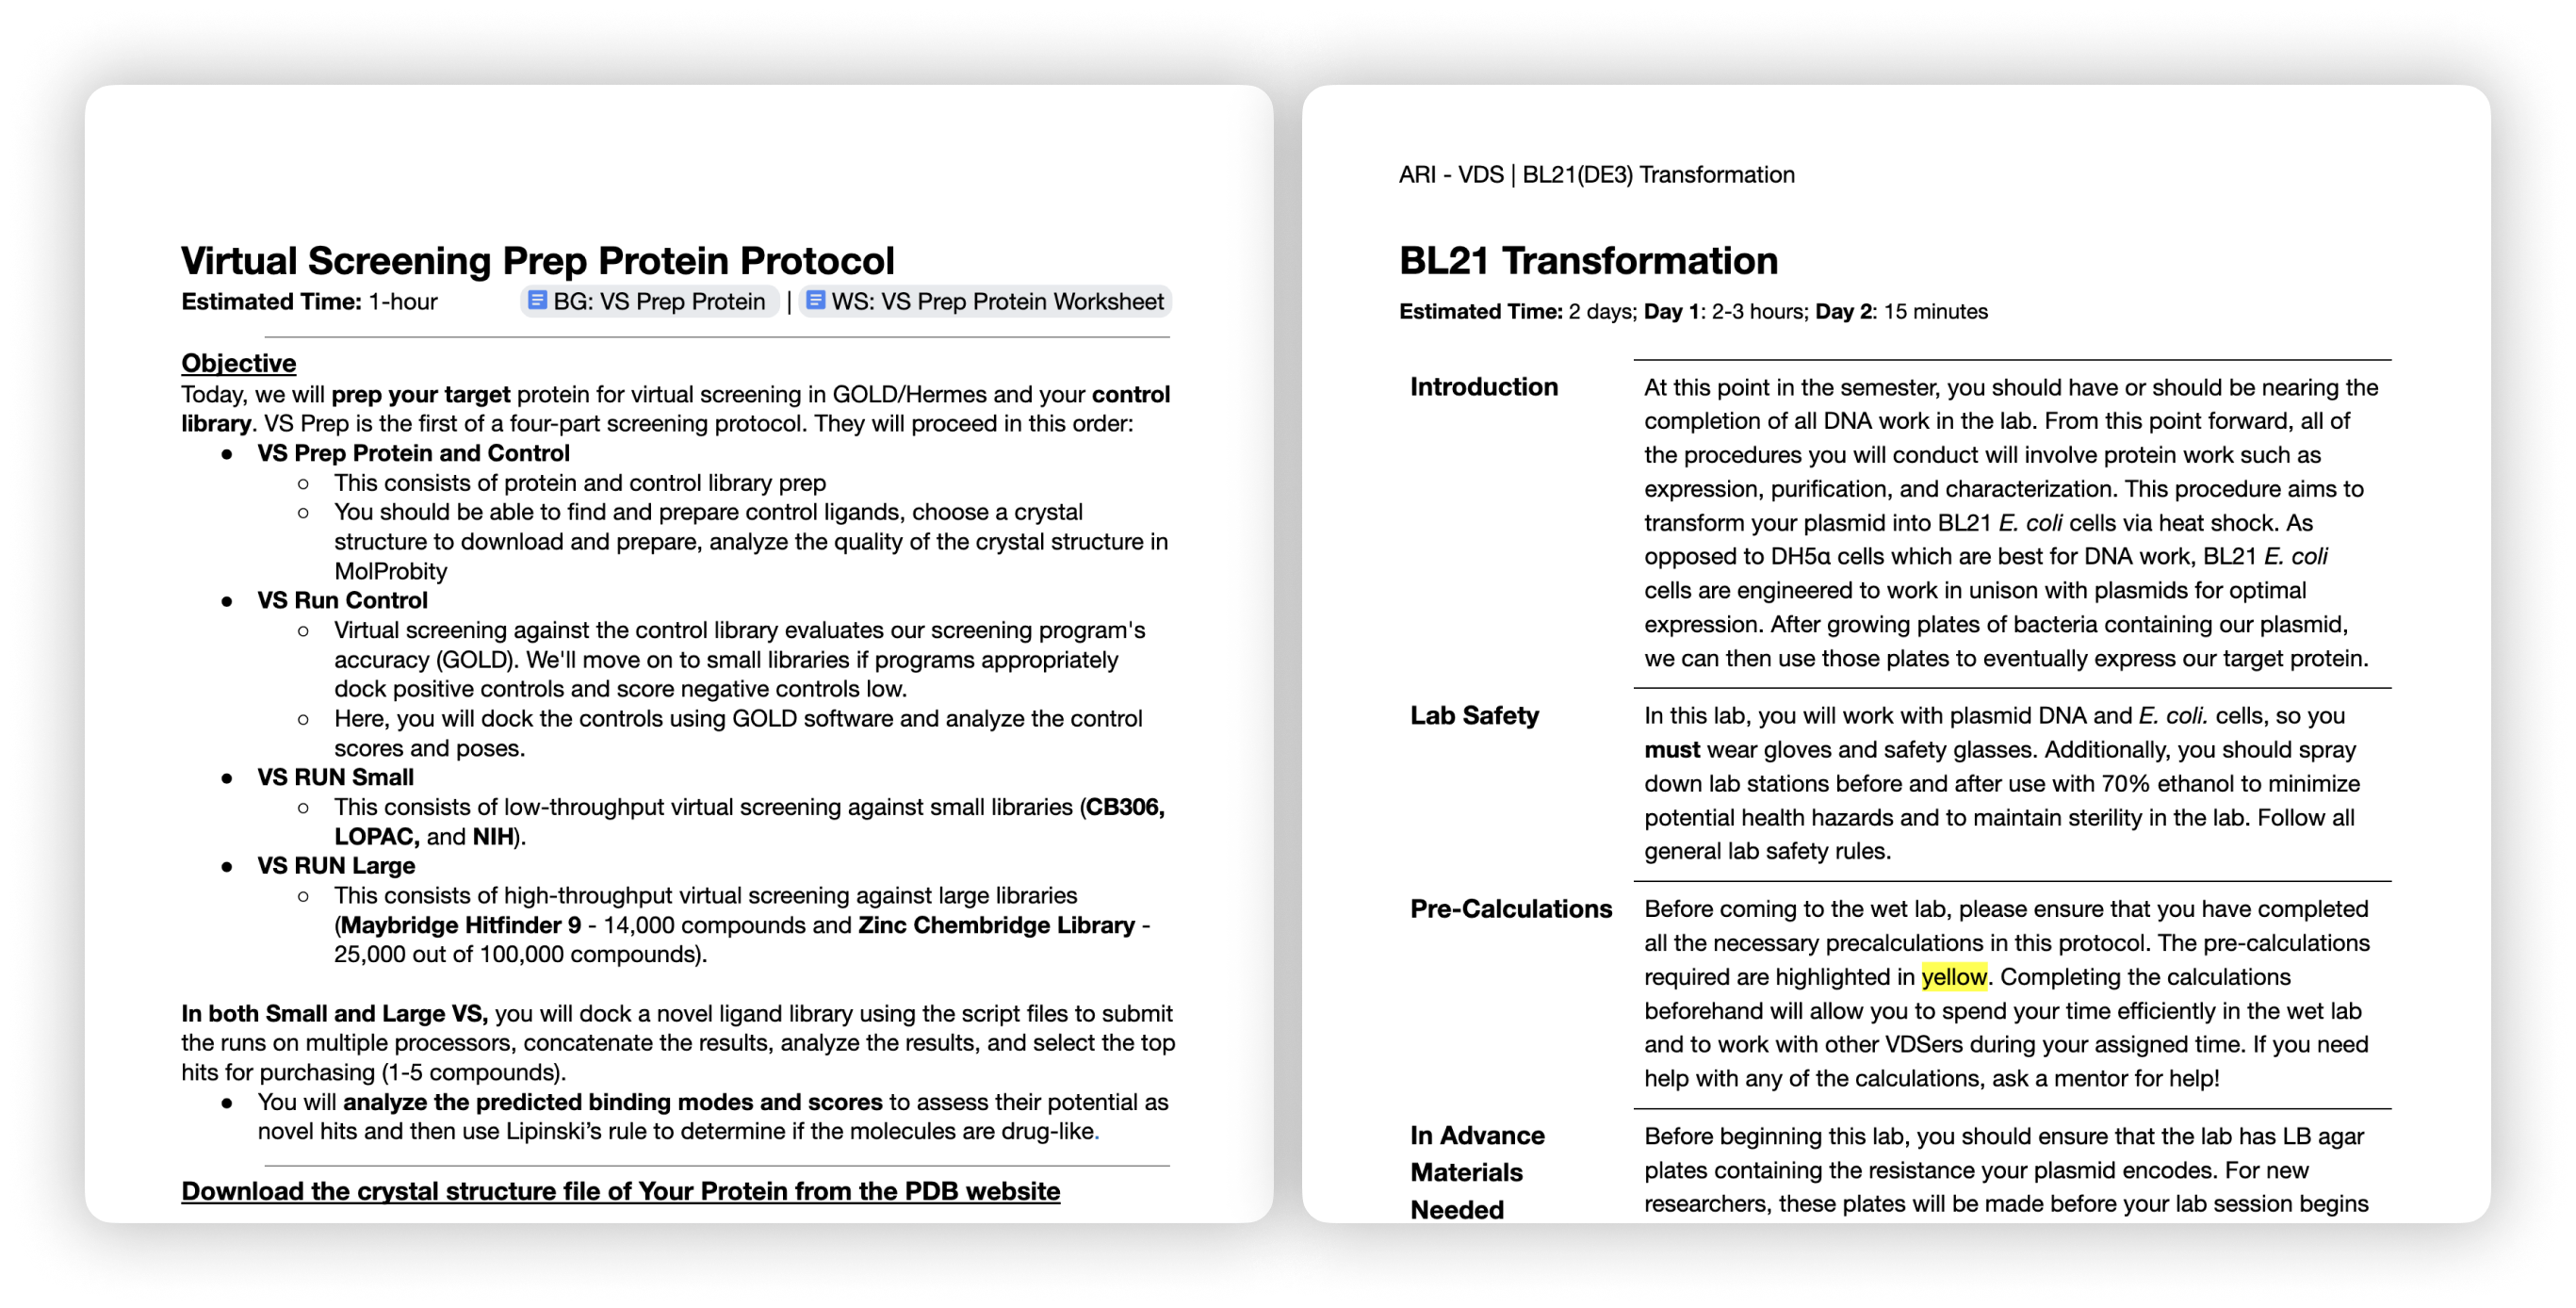 Virtual Screening Prep Protein Protocol
Estimated Time: 1-hour BG: VS Prep Protein | WS: VS Prep Protein Worksheet
Objective
Today, we will prep your target protein for virtual screening in GOLD/Hermes and your control
library. VS Prep is the first of a four-part screening protocol. They will proceed in this order:
● VS Prep Protein and Control
○ This consists of protein and control library prep
○ You should be able to find and prepare control ligands, choose a crystal
structure to download and prepare, analyze the quality of the crystal structure in
MolProbity
● VS Run Control
○ Virtual screening against the control library evaluates our screening program's
accuracy (GOLD). We'll move on to small libraries if programs appropriately
dock positive controls and score negative controls low.
○ Here, you will dock the controls using GOLD software and analyze the control
scores and poses.
● VS RUN Small
○ This consists of low-throughput virtual screening against small libraries (CB306,
LOPAC, and NIH).
● VS RUN Large
○ This consists of high-throughput virtual screening against large libraries
(Maybridge Hitfinder 9 - 14,000 compounds and Zinc Chembridge Library -
25,000 out of 100,000 compounds).
In both Small and Large VS, you will dock a novel ligand library using the script files to submit
the runs on multiple processors, concatenate the results, analyze the results, and select the top
hits for purchasing (1-5 compounds).
● You will analyze the predicted binding modes and scores to assess their potential as
novel hits and then use Lipinski’s rule to determine if the molecules are drug-like.
Download the crystal structure file of Your Protein from the PDB website
ARI - VDS | BL21(DE3) Transformation
BL21 Transformation
Estimated Time: 2 days; Day 1: 2-3 hours; Day 2: 15 minutes
Introduction
At this point in the semester, you should have or should be nearing the
completion of all DNA work in the lab. From this point forward, all of
the procedures you will conduct will involve protein work such as
expression, purification, and characterization. This procedure aims to
transform your plasmid into BL21 E. coli cells via heat shock. As
opposed to DH5α cells which are best for DNA work, BL21 E. coli
cells are engineered to work in unison with plasmids for optimal
expression. After growing plates of bacteria containing our plasmid,
we can then use those plates to eventually express our target protein.
Lab Safety
In this lab, you will work with plasmid DNA and E. coli. cells, so you
must wear gloves and safety glasses. Additionally, you should spray
down lab stations before and after use with 70% ethanol to minimize
potential health hazards and to maintain sterility in the lab. Follow all
general lab safety rules.
Pre-Calculations
Before coming to the wet lab, please ensure that you have completed
all the necessary precalculations in this protocol. The pre-calculations
required are highlighted in yellow. Completing the calculations
beforehand will allow you to spend your time efficiently in the wet lab
and to work with other VDSers during your assigned time. If you need
help with any of the calculations, ask a mentor for help!
In Advance
Materials
Needed
Before beginning this lab, you should ensure that the lab has LB agar
plates containing the resistance your plasmid encodes. For new
researchers, these plates will be made before your lab session begins